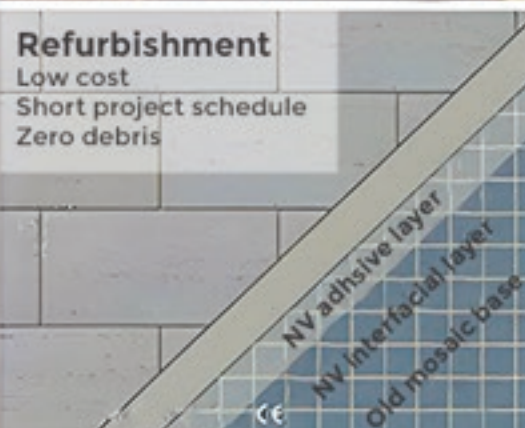 Refurbishment
Low cost
Short project schedule
Zero debris
NV adhsive layer
NV interfacial layer
Old mosaic base
CE